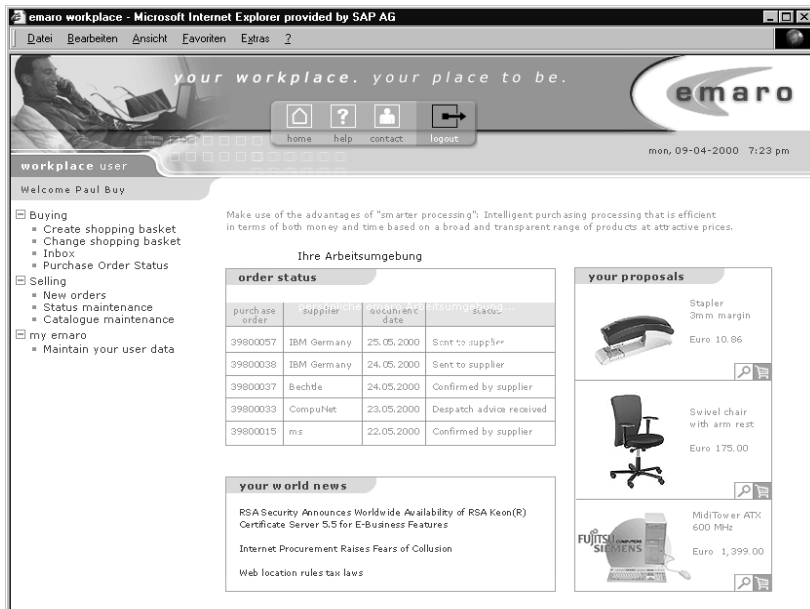 emaro workplace - Microsoft Internet Explorer provided by SAP AG
Datei Bearbeiten Ansicht Favoriten Extras ?
your workplace. your place to be.
emaro
home help contact logout
mon, 09-04-2000 7:23 pm
workplace user
Welcome Paul Buy
Buying
Create shopping basket
Change shopping basket
Inbox
Purchase Order Status
Selling
New orders
Status maintenance
Catalogue maintenance
my emaro
Maintain your user data
Make use of the advantages of "smarter processing": Intelligent purchasing processing that is efficient
in terms of both money and time based on a broad and transparent range of products at attractive prices.
Ihre Arbeitsumgebung
order status
persönliche emaro Arbeitsumgebung...
purchase order supplier document date status
39800057 IBM Germany 25.05.2000 Sent to supplier
39800038 IBM Germany 24.05.2000 Sent to supplier
39800037 Bechtle 24.05.2000 Confirmed by supplier
39800033 CompuNet 23.05.2000 Despatch advice received
39800015 ms 22.05.2000 Confirmed by supplier
your world news
RSA Security Announces Worldwide Availability of RSA Keon(R)
Certificate Server 5.5 for E-Business Features
Internet Procurement Raises Fears of Collusion
Web location rules tax laws
your proposals
Stapler
3mm margin
Euro 10.86
Swivel chair
with arm rest
Euro 175.00
FUJITSU COMPUTERS
SIEMENS
MidiTower ATX
600 MHz
Euro 1,399.00